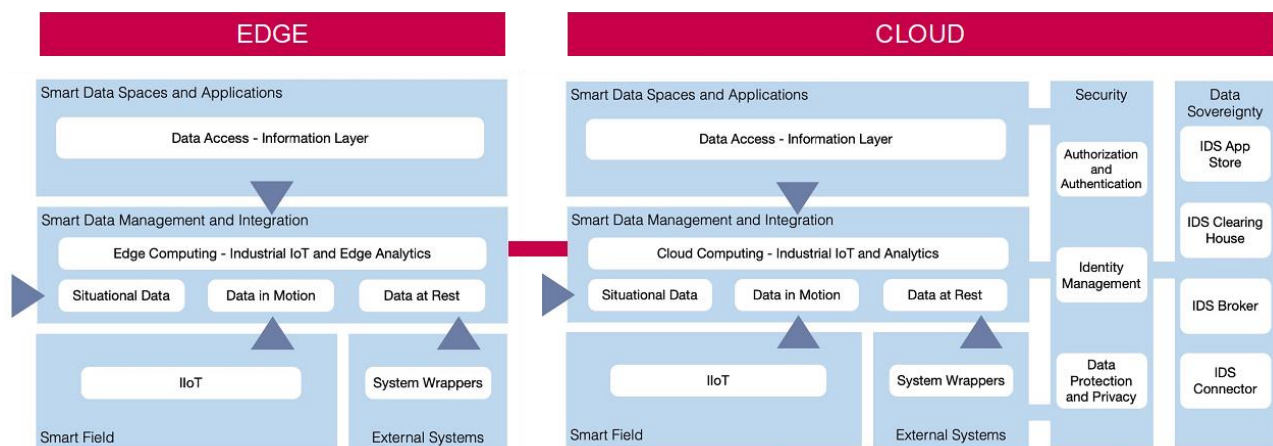 EDGE
CLOUD
Smart Data Spaces and Applications
Data Access - Information Layer
Smart Data Management and Integration
Edge Computing - Industrial IoT and Edge Analytics
Situational Data
Data in Motion
Data at Rest
IIoT
Smart Field
System Wrappers
External Systems
Smart Data Spaces and Applications
Data Access - Information Layer
Smart Data Management and Integration
Cloud Computing - Industrial IoT and Analytics
Situational Data
Data in Motion
Data at Rest
IIoT
Smart Field
System Wrappers
External Systems
Security
Authorization
and
Authentication
Identity
Management
Data
Protection
and Privacy
Data
Sovereignty
IDS App
Store
IDS Clearing
House
IDS Broker
IDS
Connector